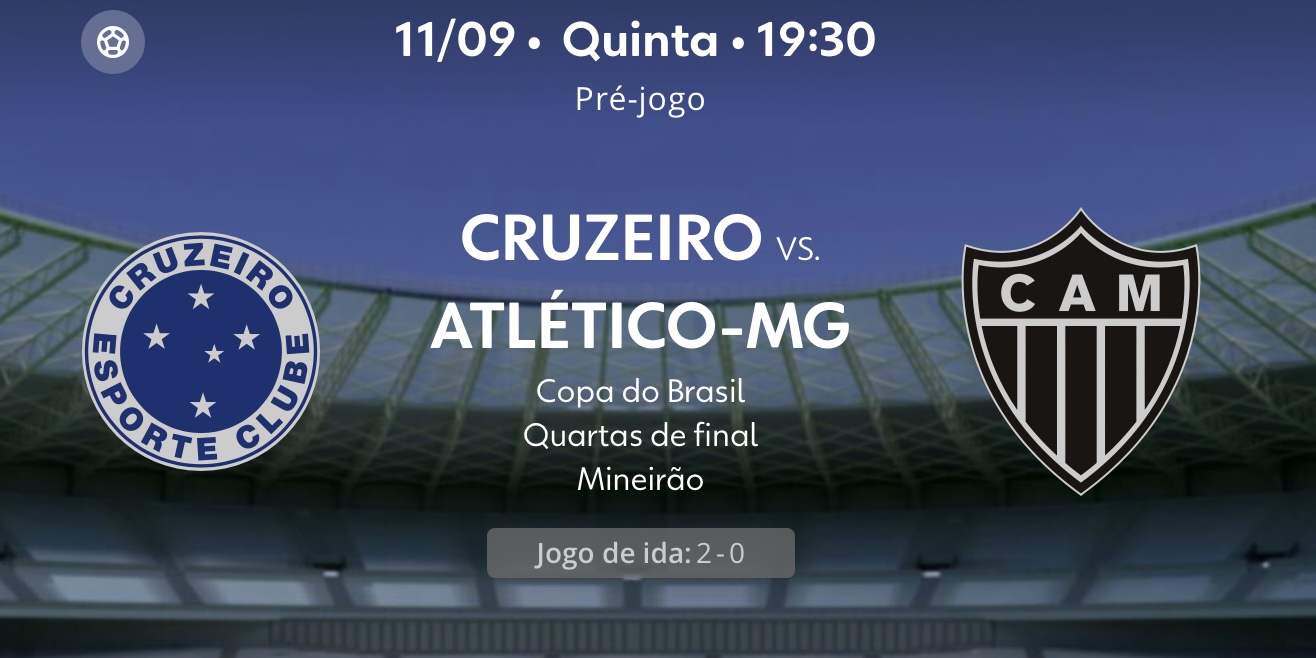 11/09 • Quinta • 19:30
Pré-jogo
CRUZEIRO vs.
ATLÉTICO-MG
CRUZEIRO
ESPORTE CLUBE
CAM
Copa do Brasil
Quartas de final
Mineirão
Jogo de ida: 2 - 0